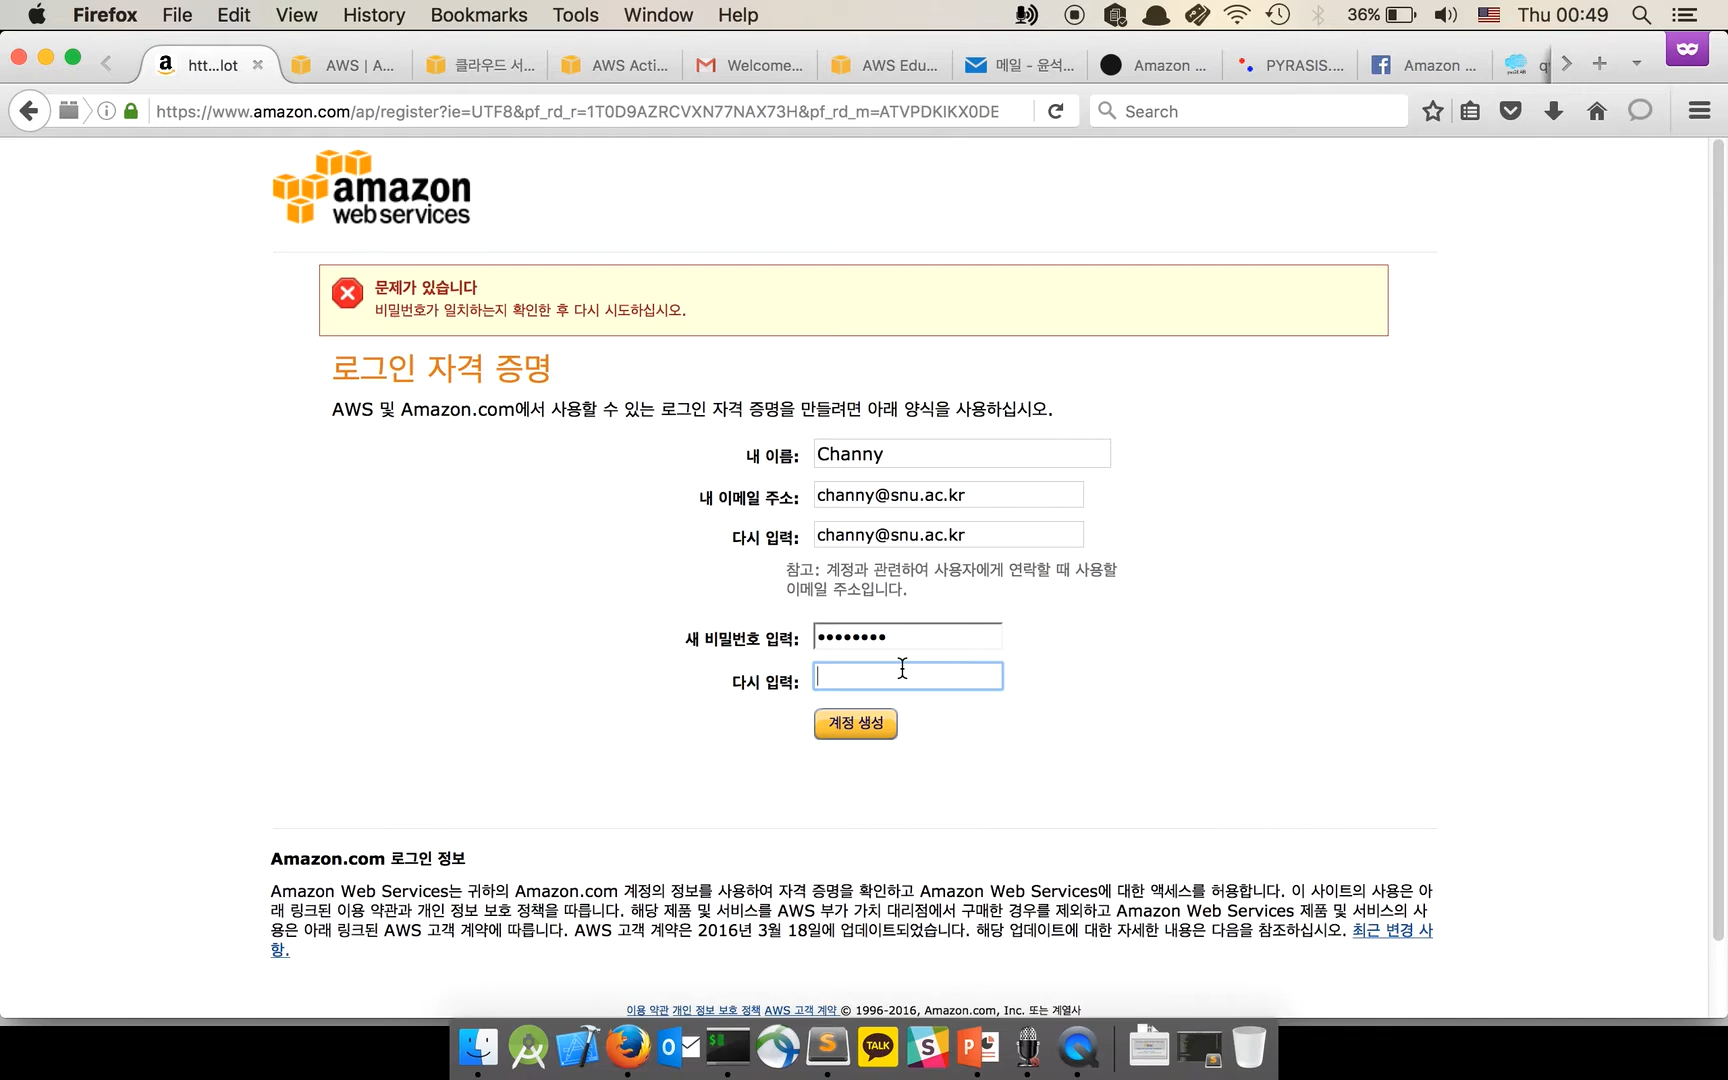 Firefox File Edit View History Bookmarks Tools Window Help 36% Thu 00:49
htt...lot AWS | A... 클라우드 서... AWS Acti... Welcome... AWS Edu... 메일 - 윤석... Amazon ... PYRASIS.... Amazon ...
https://www.amazon.com/ap/register?ie=UTF8&pf_rd_r=1T0D9AZRCVXN77NAX73H&pf_rd_m=ATVPDKIKX0DE Search
amazon
web services
문제가 있습니다
비밀번호가 일치하는지 확인한 후 다시 시도하십시오.
로그인 자격 증명
AWS 및 Amazon.com에서 사용할 수 있는 로그인 자격 증명을 만들려면 아래 양식을 사용하십시오.
내 이름: Channy
내 이메일 주소: channy@snu.ac.kr
다시 입력: channy@snu.ac.kr
참고: 계정과 관련하여 사용자에게 연락할 때 사용할
이메일 주소입니다.
새 비밀번호 입력: ••••••••
다시 입력:
계정 생성
Amazon.com 로그인 정보
Amazon Web Services는 귀하의 Amazon.com 계정의 정보를 사용하여 자격 증명을 확인하고 Amazon Web Services에 대한 액세스를 허용합니다. 이 사이트의 사용은 아
래 링크된 이용 약관과 개인 정보 보호 정책을 따릅니다. 해당 제품 및 서비스를 AWS 부가 가치 대리점에서 구매한 경우를 제외하고 Amazon Web Services 제품 및 서비스의 사
용은 아래 링크된 AWS 고객 계약에 따릅니다. AWS 고객 계약은 2016년 3월 18일에 업데이트되었습니다. 해당 업데이트에 대한 자세한 내용은 다음을 참조하십시오. 최근 변경 사
항.
이용 약관 개인 정보 보호 정책 AWS 고객 계약 © 1996-2016, Amazon.com, Inc. 또는 계열사
TALK